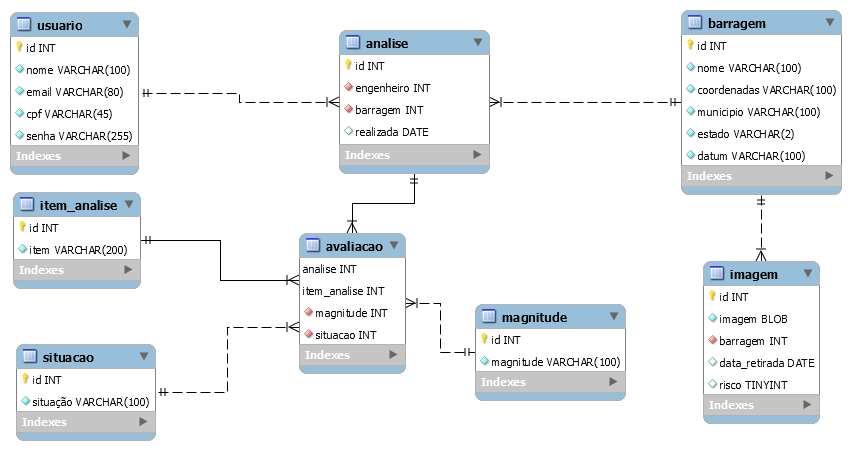 usuario
id INT
nome VARCHAR(100)
email VARCHAR(80)
cpf VARCHAR(45)
senha VARCHAR(255)
Indexes
analise
id INT
engenheiro INT
barragem INT
realizada DATE
Indexes
barragem
id INT
nome VARCHAR(100)
coordenadas VARCHAR(100)
municipio VARCHAR(100)
estado VARCHAR(2)
datum VARCHAR(100)
Indexes
item_analise
id INT
item VARCHAR(200)
Indexes
avaliacao
analise INT
item_analise INT
magnitude INT
situacao INT
Indexes
magnitude
id INT
magnitude VARCHAR(100)
Indexes
imagem
id INT
imagem BLOB
barragem INT
data_retirada DATE
risco TINYINT
Indexes
situacao
id INT
situação VARCHAR(100)
Indexes